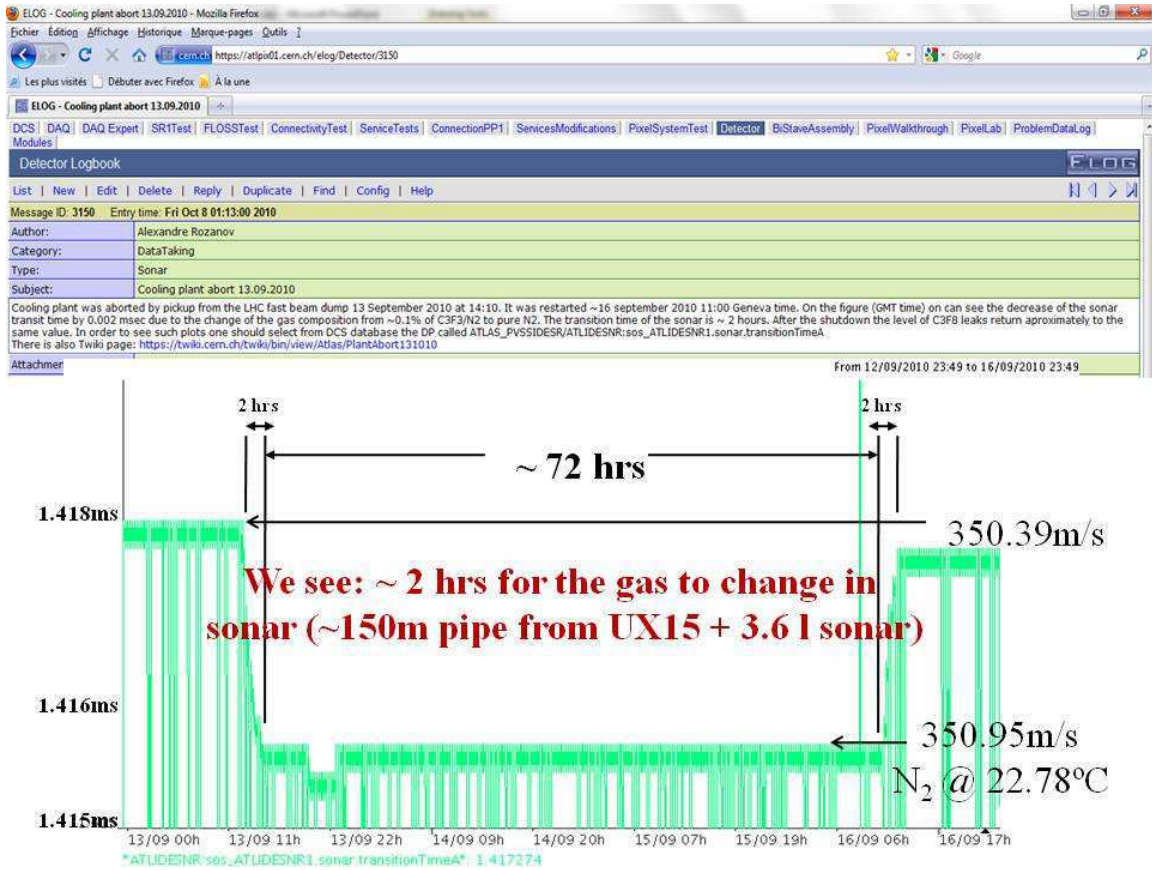 ELOG - Cooling plant abort 13.09.2010 - Mozilla Firefox
Fichier Édition Affichage Historique Marque-pages Outils ?
cern.ch https://atlpix01.cern.ch/elog/Detector/3150
Google
Les plus visités Débuter avec Firefox À la une
ELOG - Cooling plant abort 13.09.2010
DCS | DAQ | DAQ Expert | SR1Test | FLOSSTest | ConnectivityTest | ServiceTests | ConnectionPP1 | ServicesModifications | PixelSystemTest | Detector BiStaveAssembly | PixelWalkthrough | PixelLab | ProblemDataLog |
Modules |
Detector Logbook
ELOG
List | New | Edit | Delete | Reply | Duplicate | Find | Config | Help
Message ID: 3150 Entry time: Fri Oct 8 01:13:00 2010
Author: Alexandre Rozanov
Category: DataTaking
Type: Sonar
Subject: Cooling plant abort 13.09.2010
Cooling plant was aborted by pickup from the LHC fast beam dump 13 September 2010 at 14:10. It was restarted ~16 september 2010 11:00 Geneva time. On the figure (GMT time) on can see the decrease of the sonar
transit time by 0.002 msec due to the change of the gas composition from ~0.1% of C3F3/N2 to pure N2. The transition time of the sonar is ~ 2 hours. After the shutdown the level of C3F8 leaks return aproximately to the
same value. In order to see such plots one should select from DCS database the DP called ATLAS_PVSSIDESR/ATLIDESNR:sos_ATLIDESNR1.sonar.transitionTimeA
There is also Twiki page: https://twiki.cern.ch/twiki/bin/view/Atlas/PlantAbort131010
Attachmer
From 12/09/2010 23:49 to 16/09/2010 23:49
2 hrs
2 hrs
~ 72 hrs
1.418ms
350.39m/s
We see: ~ 2 hrs for the gas to change in
sonar (~150m pipe from UX15 + 3.6 l sonar)
1.416ms
350.95m/s
N₂ @ 22.78ºC
1.415ms
13/09 00h 13/09 11h 13/09 22h 14/09 09h 14/09 20h 15/09 07h 15/09 19h 16/09 06h 16/09 17h
*ATLIDESNR:sos_ATLIDESNR1.sonar.transitionTimeA*: 1.417274